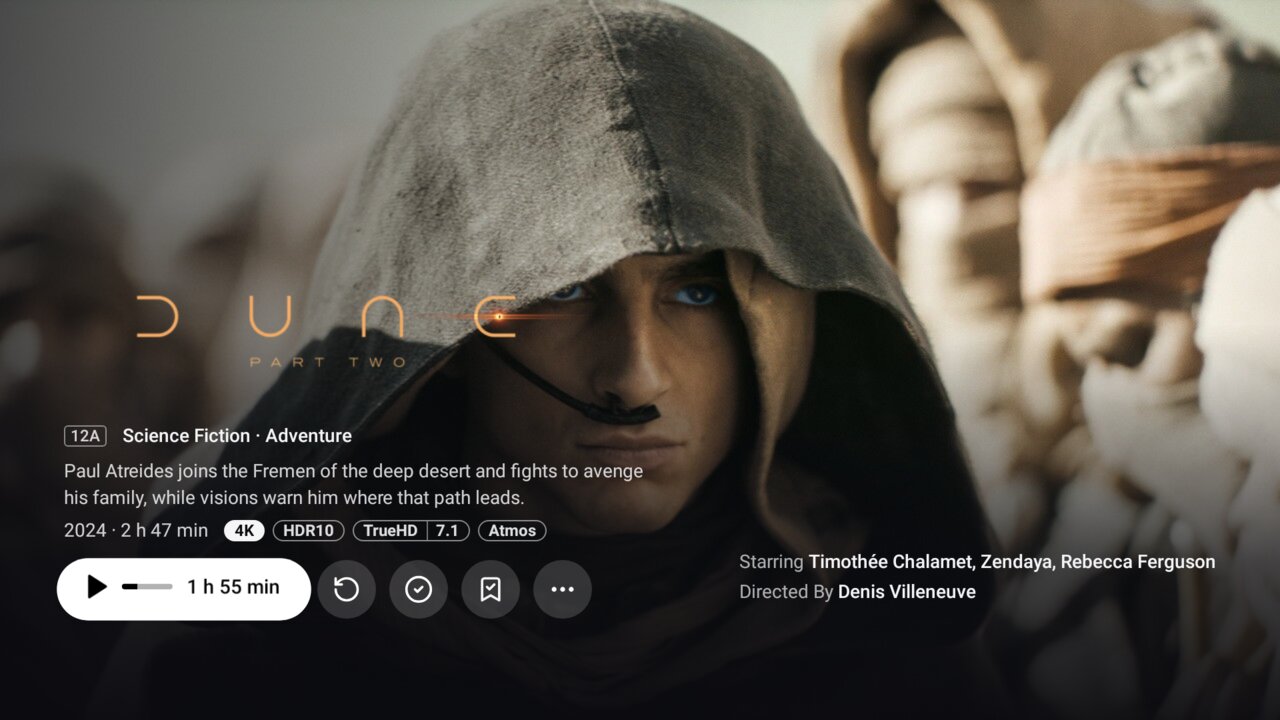 DUNE
PART TWO
12A Science Fiction · Adventure
Paul Atreides joins the Fremen of the deep desert and fights to avenge
his family, while visions warn him where that path leads.
2024 · 2 h 47 min 4K HDR10 TrueHD 7.1 Atmos
1 h 55 min
Starring Timothée Chalamet, Zendaya, Rebecca Ferguson
Directed By Denis Villeneuve